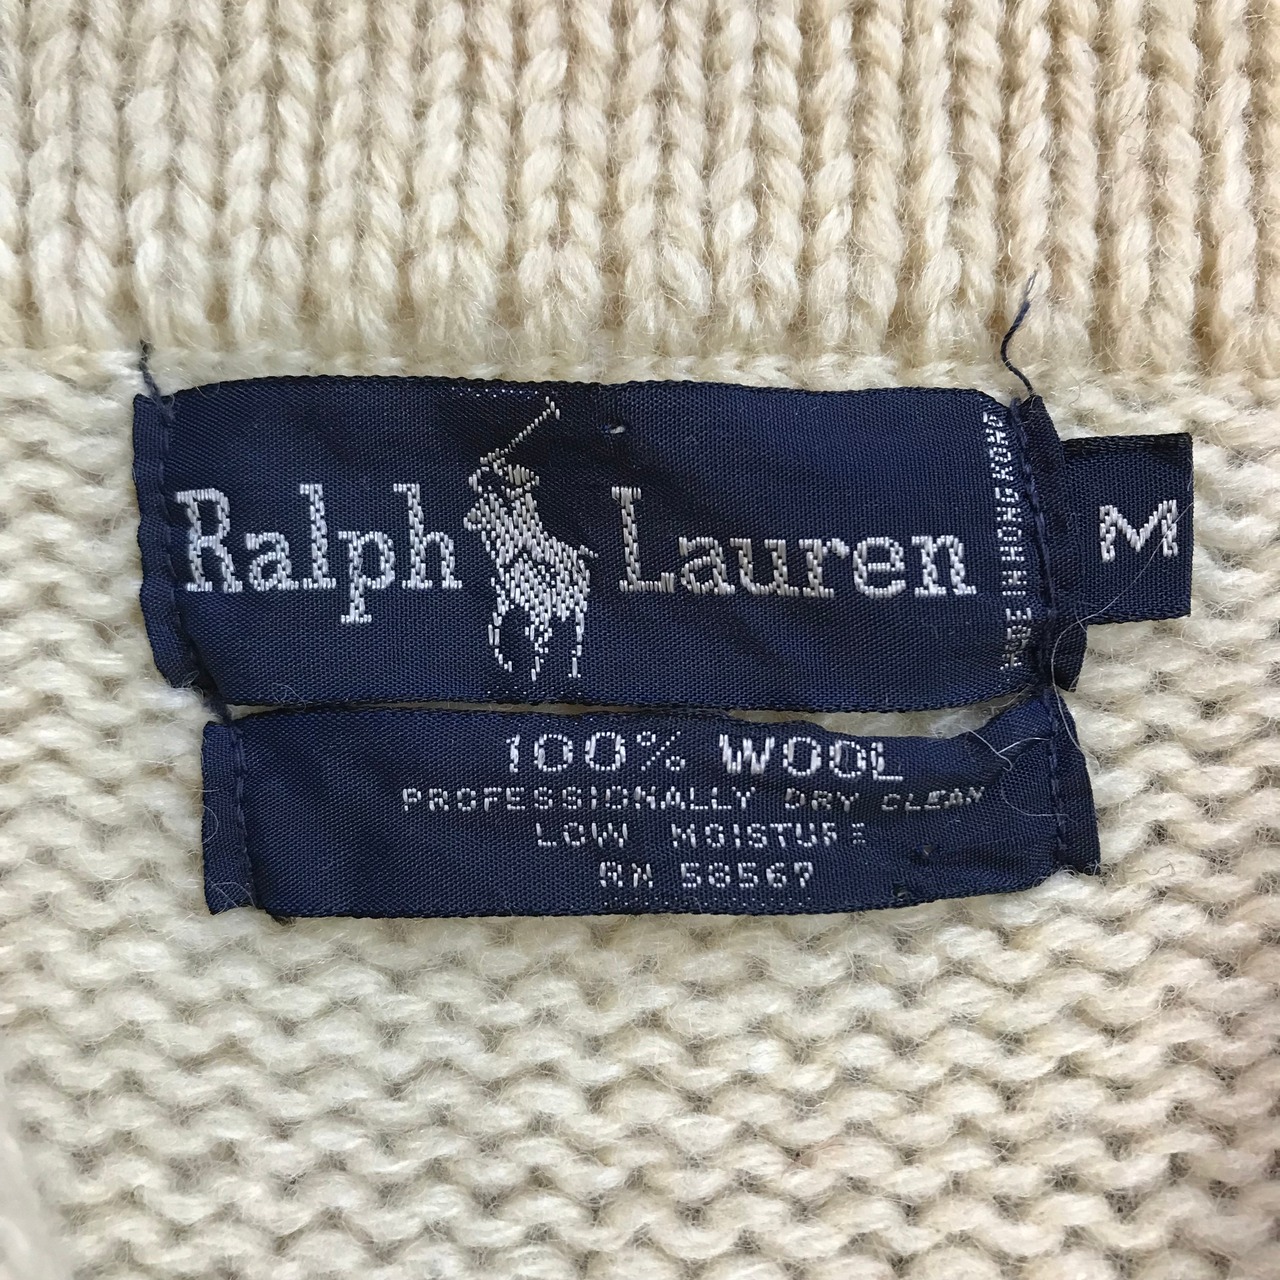 Ralph Lauren
MADE IN HONG KONG
M
100% WOOL
PROFESSIONALLY DRY CLEAN
LOW MOISTURE
RN 58567